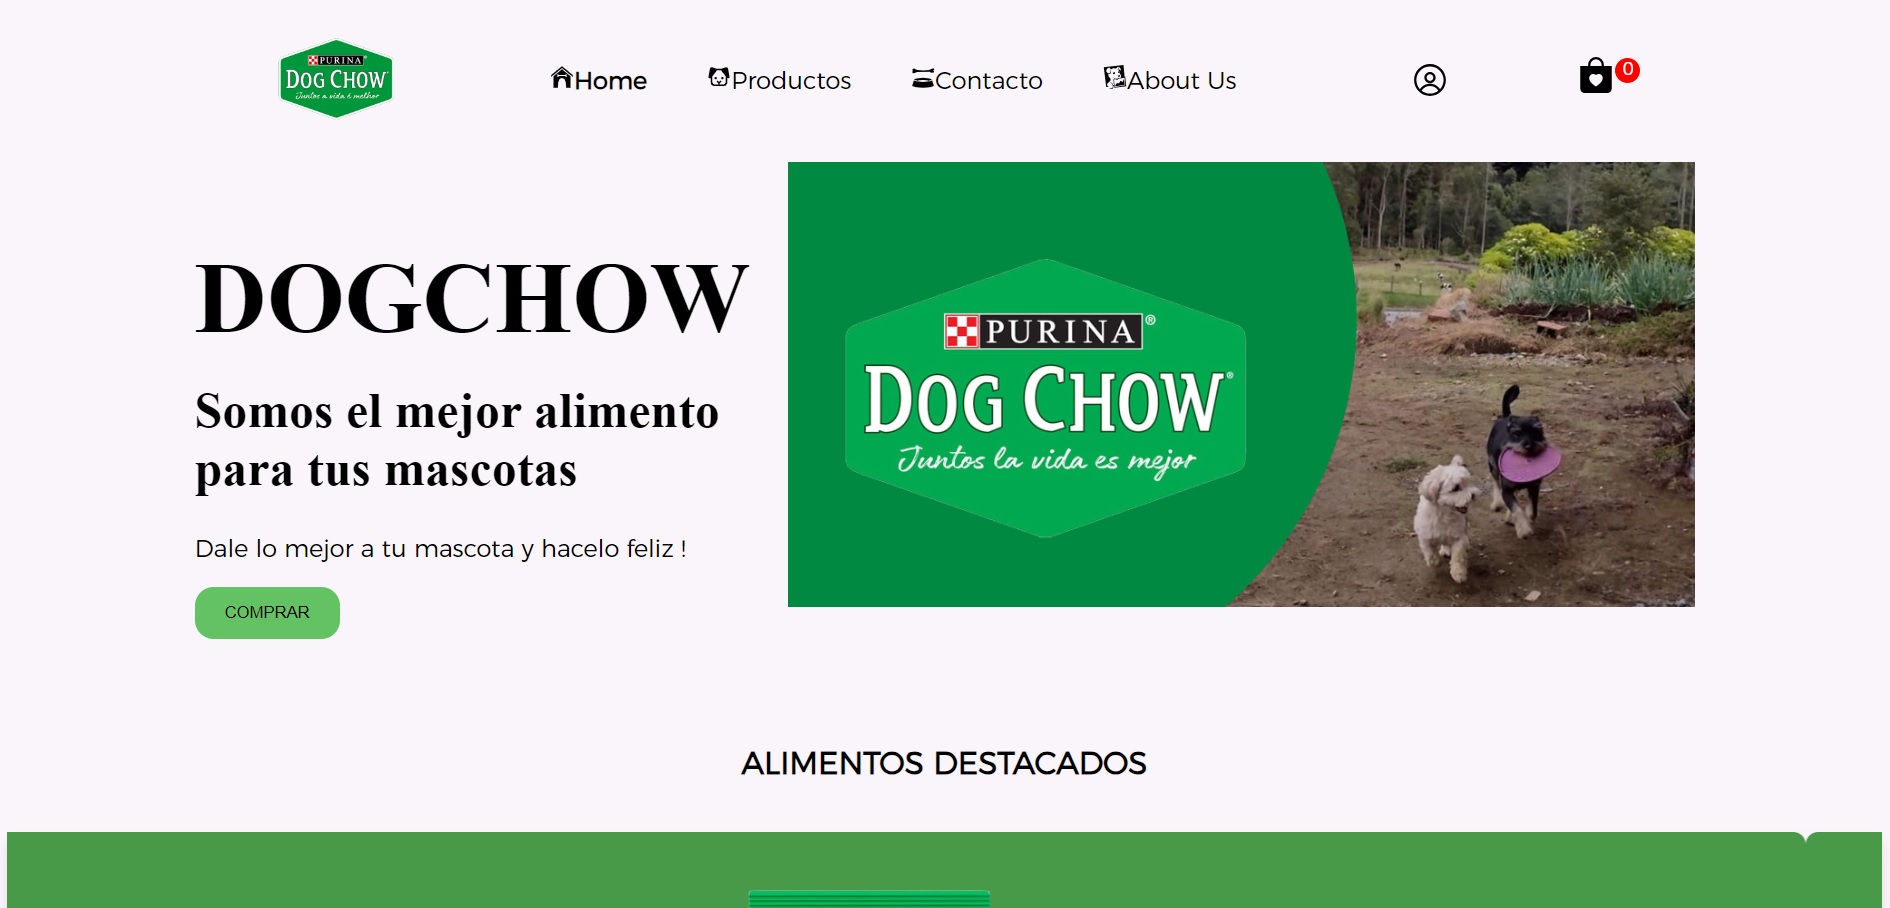 PURINA
DOG CHOW
Juntos a vida é melhor
Home
Productos
Contacto
About Us
0
DOGCHOW
Somos el mejor alimento
para tus mascotas
Dale lo mejor a tu mascota y hacelo feliz !
COMPRAR
PURINA®
DOG CHOW®
Juntos la vida es mejor
ALIMENTOS DESTACADOS